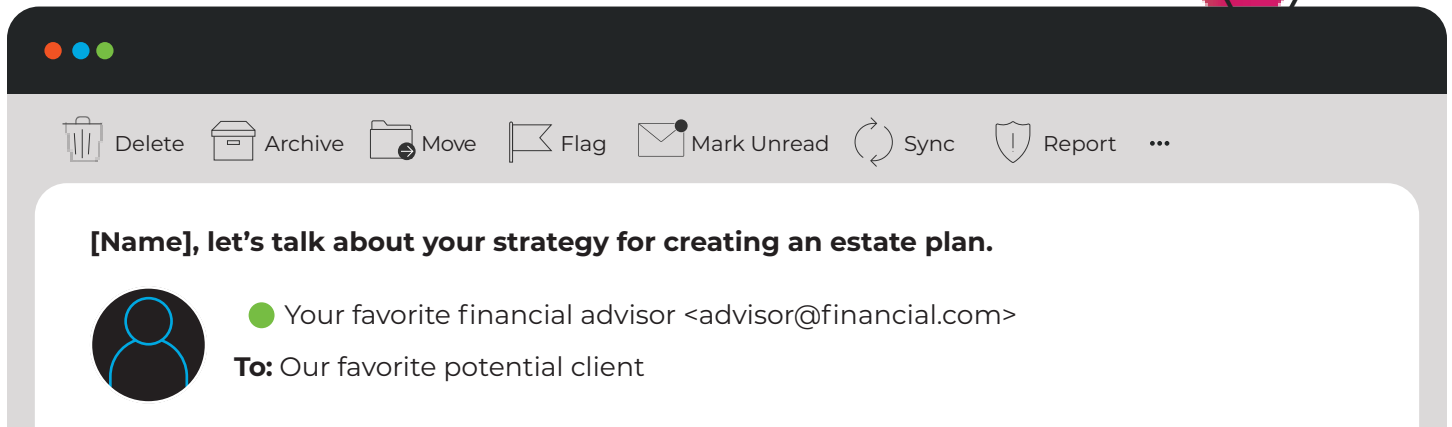 Delete Archive Move Flag Mark Unread Sync Report ...
[Name], let’s talk about your strategy for creating an estate plan.
Your favorite financial advisor <advisor@financial.com>
To: Our favorite potential client